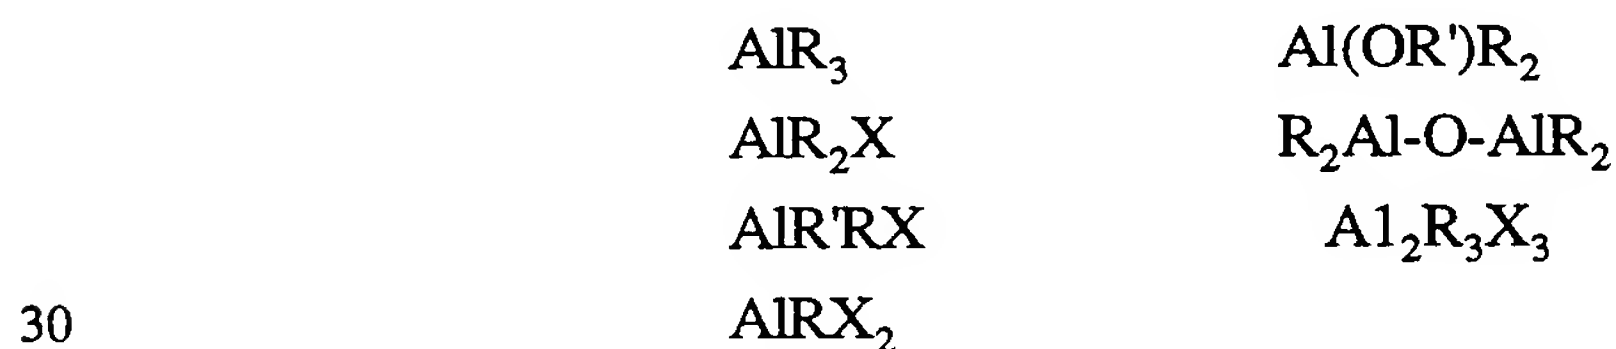 AlR₃ Al(OR')R₂
AlR₂X R₂Al-O-AlR₂
AlR'RX A1₂R₃X₃
30 AlRX₂